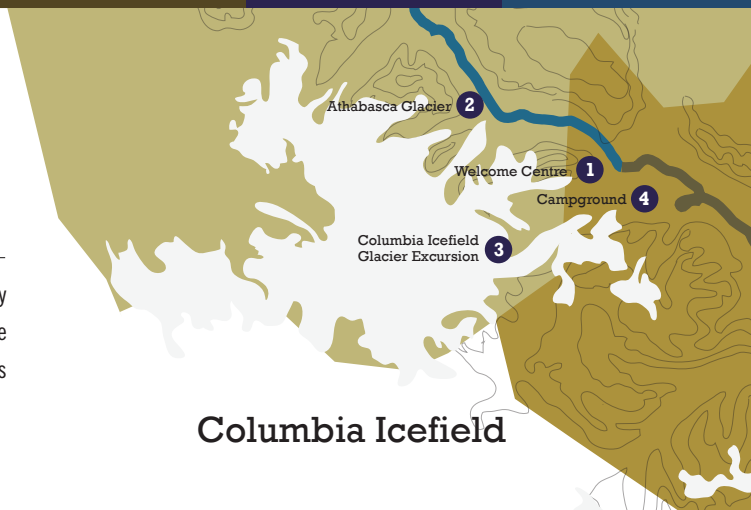 Athabasca Glacier 2
Welcome Centre 1
Campground 4
Columbia Icefield
Glacier Excursion 3
y
e
s
Columbia Icefield